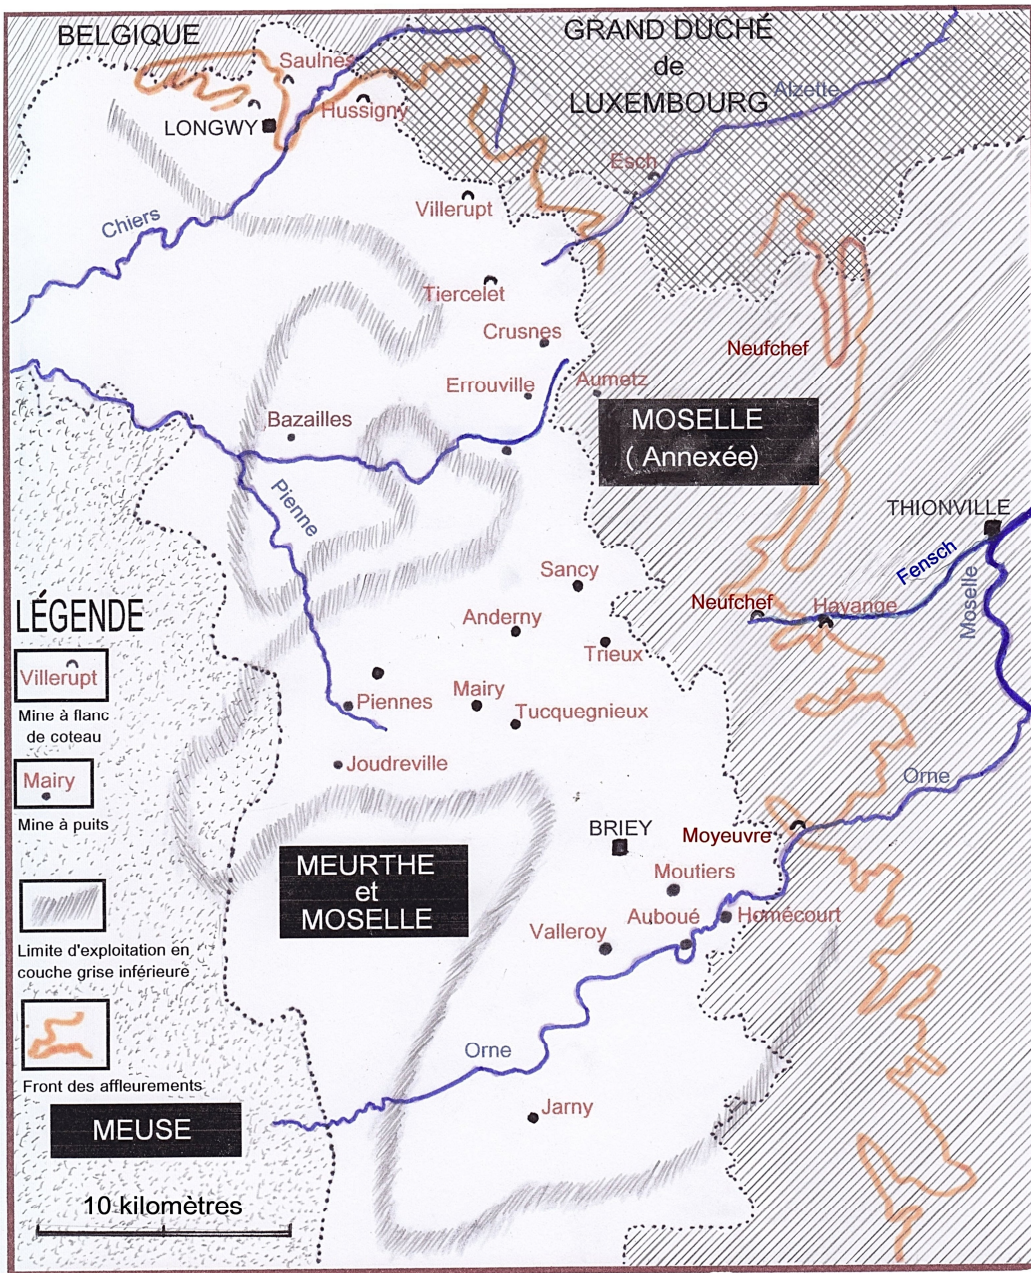 BELGIQUE
GRAND DUCHÉ
de
LUXEMBOURG
Saulnes
Alzette
Hussigny
LONGWY
Esch
Villerupt
Chiers
Tiercelet
Crusnes
Neufchef
Errouville
Aumetz
Bazailles
MOSELLE
( Annexée)
Pienne
THIONVILLE
Fensch
Moselle
Sancy
Neufchef
Hayange
Anderny
Trieux
LÉGENDE
Villerupt
Mine à flanc
de coteau
Piennes
Mairy
Tucquegnieux
Joudreville
Mairy
Mine à puits
Orne
BRIEY
Moyeuvre
MEURTHE
et
MOSELLE
Moutiers
Auboué
Homécourt
Valleroy
Limite d'exploitation en
couche grise inférieure
Orne
Front des affleurements
Jarny
MEUSE
10 kilomètres